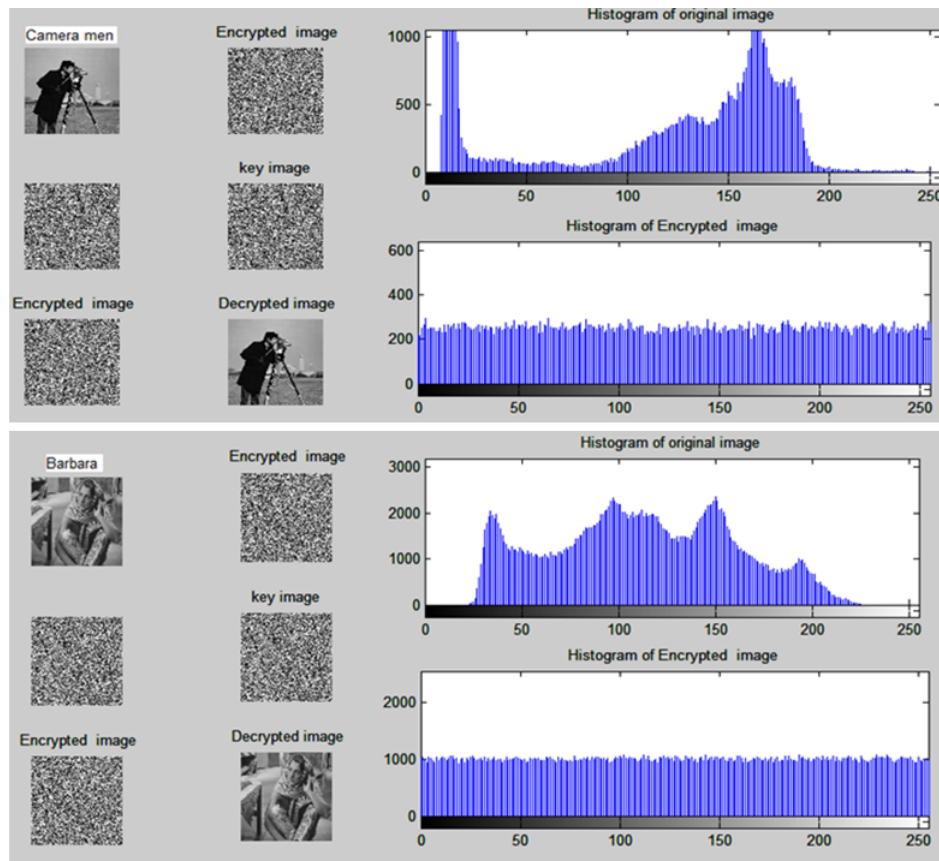 Camera men
Encrypted  image
Histogram of original image
1000
500
0
0 50 100 150 200 250
key image
Encrypted  image
Decrypted image
Histogram of Encrypted  image
600
400
200
0
0 50 100 150 200 250
Barbara
Encrypted  image
Histogram of original image
3000
2000
1000
0
0 50 100 150 200 250
key image
Encrypted  image
Decrypted image
Histogram of Encrypted  image
2000
1000
0
0 50 100 150 200 250